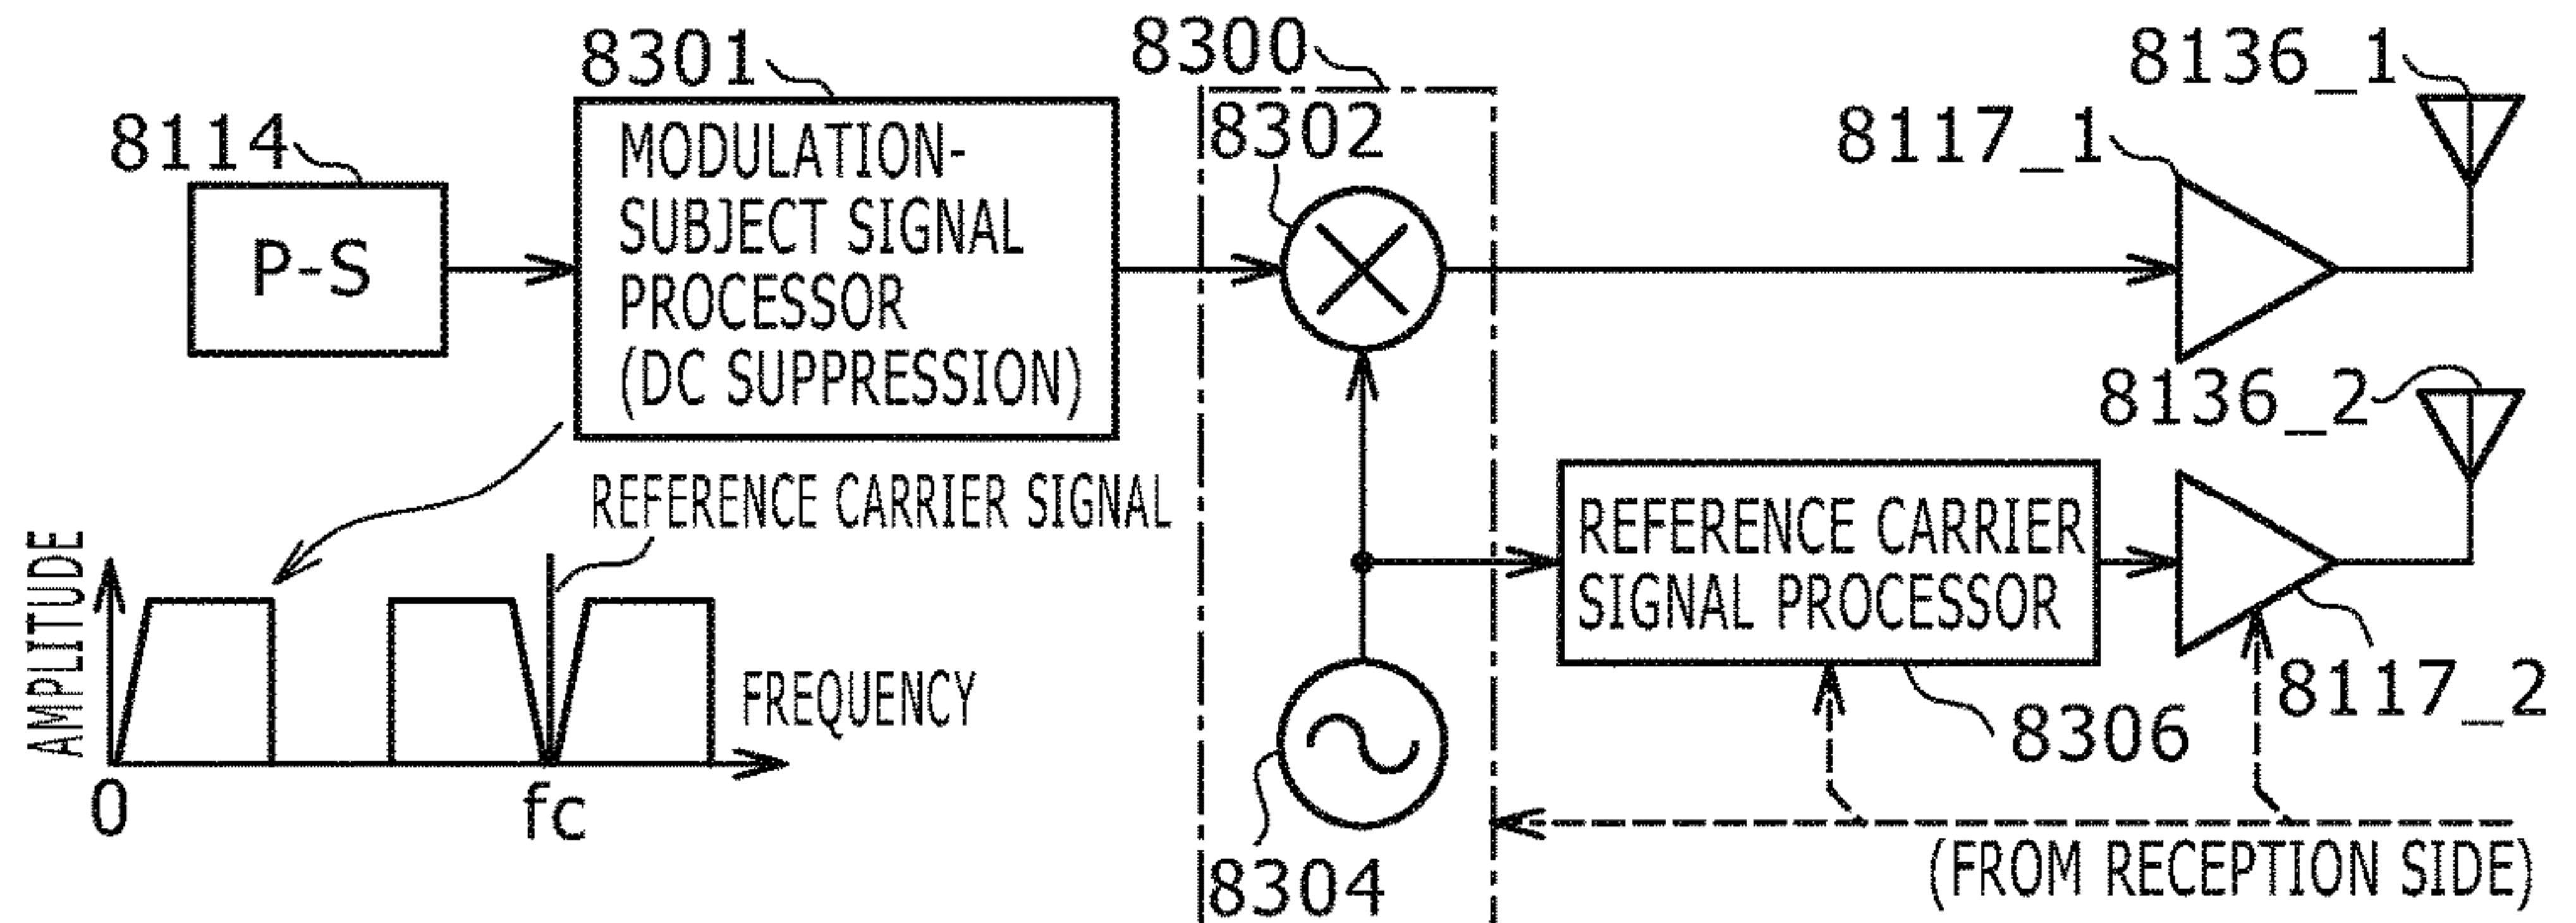 8301
8300
8136_1
8114
MODULATION-
SUBJECT SIGNAL
PROCESSOR
(DC SUPPRESSION)
8302
8117_1
P-S
8136_2
REFERENCE CARRIER SIGNAL
REFERENCE CARRIER
SIGNAL PROCESSOR
AMPLITUDE
FREQUENCY
8117_2
8306
0
fc
8304
(FROM RECEPTION SIDE)